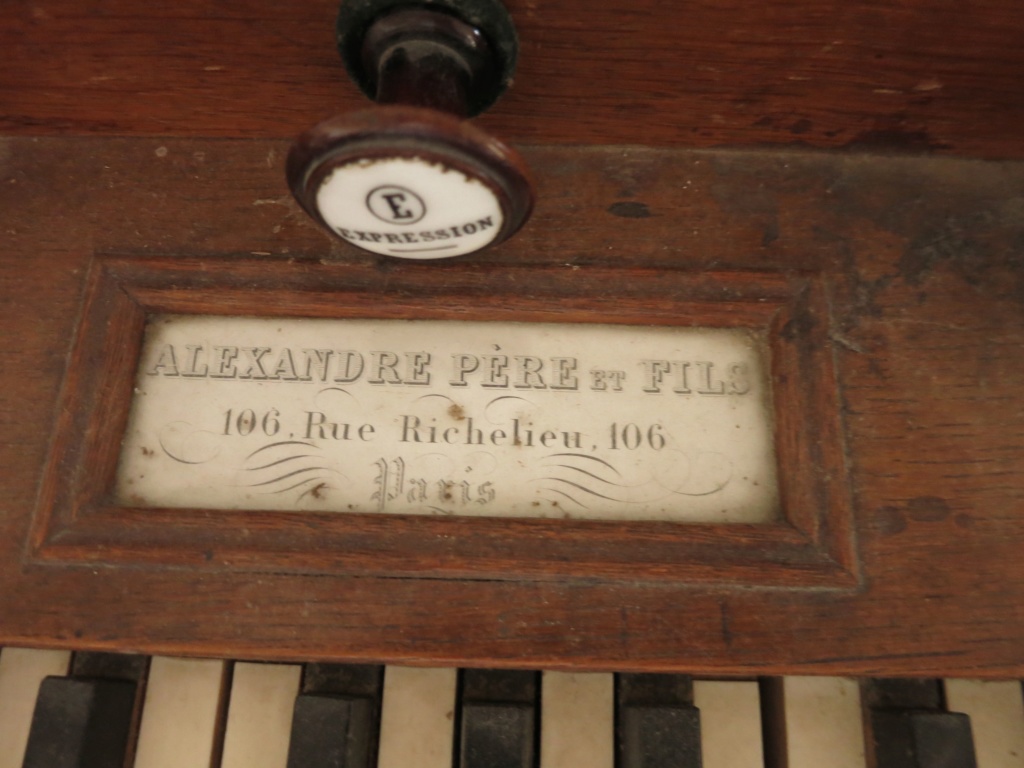 E
EXPRESSION
ALEXANDRE PÈRE ET FILS
106, Rue Richelieu, 106
Paris